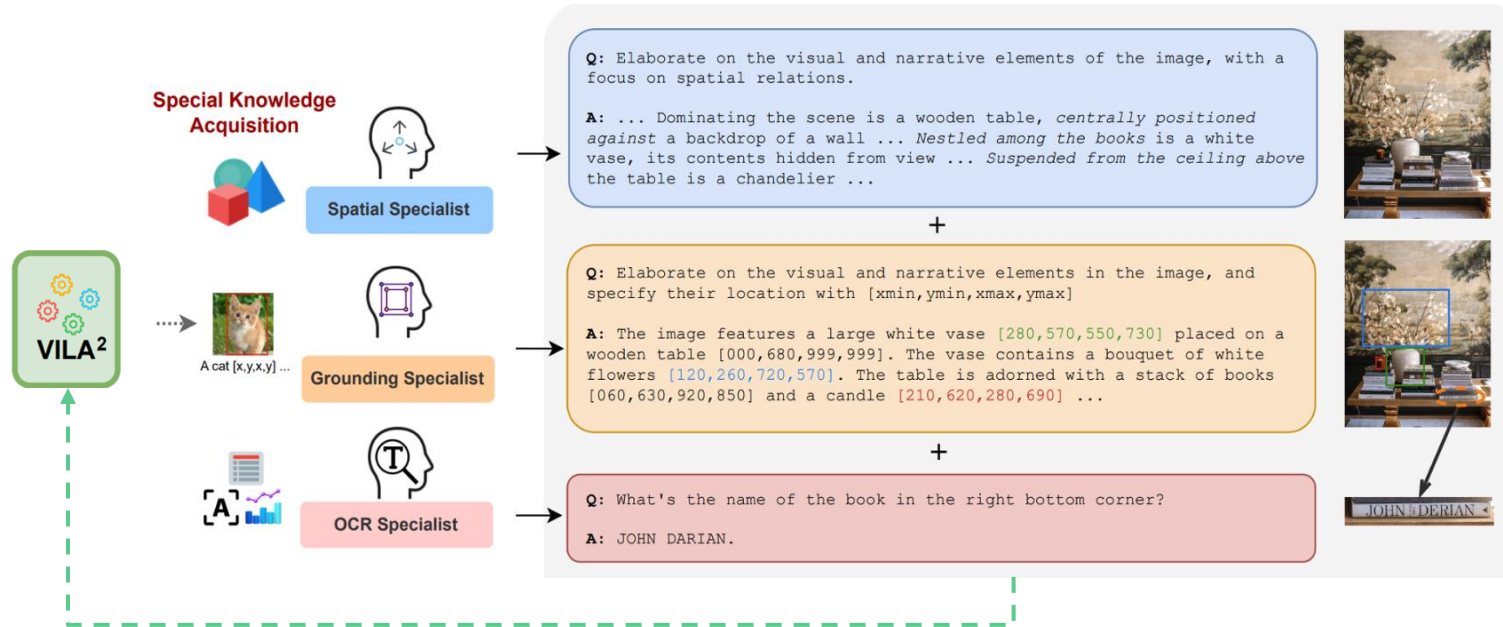 Special Knowledge
Acquisition
Spatial Specialist
Q: Elaborate on the visual and narrative elements of the image, with a
focus on spatial relations.
A: ... Dominating the scene is a wooden table, centrally positioned
against a backdrop of a wall ... Nestled among the books is a white
vase, its contents hidden from view ... Suspended from the ceiling above
the table is a chandelier ...
+
VILA²
A cat [x,y,x,y] ...
Grounding Specialist
Q: Elaborate on the visual and narrative elements in the image, and
specify their location with [xmin,ymin,xmax,ymax]
A: The image features a large white vase [280,570,550,730] placed on a
wooden table [000,680,999,999]. The vase contains a bouquet of white
flowers [120,260,720,570]. The table is adorned with a stack of books
[060,630,920,850] and a candle [210,620,280,690] ...
+
[A]
T
OCR Specialist
Q: What's the name of the book in the right bottom corner?
A: JOHN DARIAN.
JOHN DERIAN